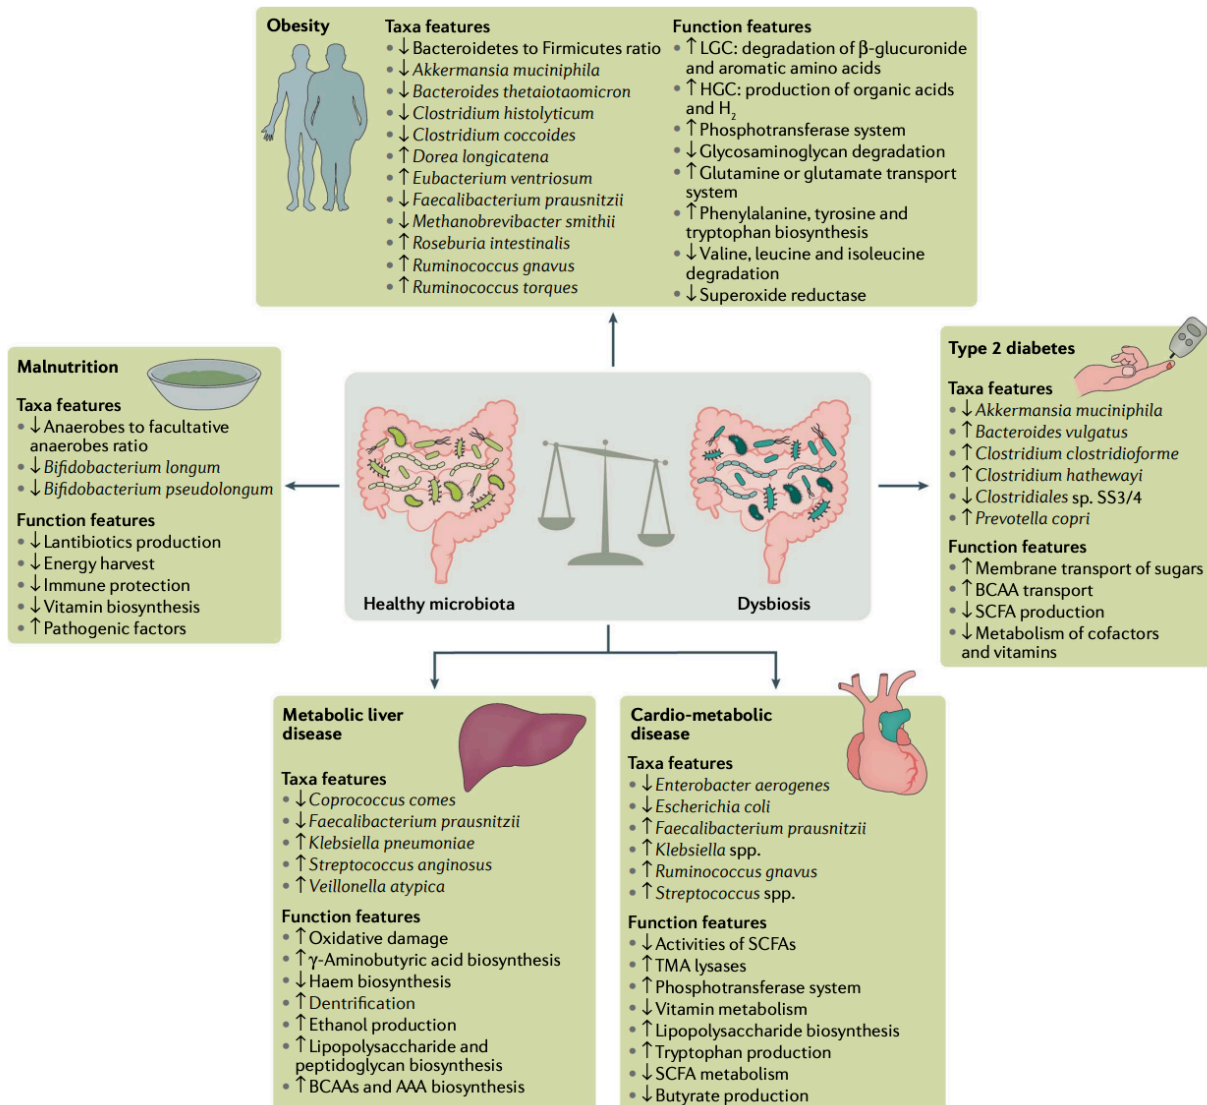 Obesity
Taxa features
• ↓ Bacteroidetes to Firmicutes ratio
• ↓ Akkermansia muciniphila
• ↓ Bacteroides thetaiotaomicron
• ↓ Clostridium histolyticum
• ↓ Clostridium coccoides
• ↑ Dorea longicatena
• ↑ Eubacterium ventriosum
• ↓ Faecalibacterium prausnitzii
• ↓ Methanobrevibacter smithii
• ↑ Roseburia intestinalis
• ↑ Ruminococcus gnavus
• ↑ Ruminococcus torques
Function features
• ↑ LGC: degradation of β-glucuronide
and aromatic amino acids
• ↑ HGC: production of organic acids
and H₂
• ↑ Phosphotransferase system
• ↓ Glycosaminoglycan degradation
• ↑ Glutamine or glutamate transport
system
• ↑ Phenylalanine, tyrosine and
tryptophan biosynthesis
• ↓ Valine, leucine and isoleucine
degradation
• ↓ Superoxide reductase
Malnutrition
Taxa features
• ↓ Anaerobes to facultative
anaerobes ratio
• ↓ Bifidobacterium longum
• ↓ Bifidobacterium pseudolongum
Function features
• ↓ Lantibiotics production
• ↓ Energy harvest
• ↓ Immune protection
• ↓ Vitamin biosynthesis
• ↑ Pathogenic factors
Healthy microbiota
Dysbiosis
Type 2 diabetes
Taxa features
• ↓ Akkermansia muciniphila
• ↑ Bacteroides vulgatus
• ↑ Clostridium clostridioforme
• ↑ Clostridium hathewayi
• ↓ Clostridiales sp. SS3/4
• ↑ Prevotella copri
Function features
• ↑ Membrane transport of sugars
• ↑ BCAA transport
• ↓ SCFA production
• ↓ Metabolism of cofactors
and vitamins
Metabolic liver
disease
Taxa features
• ↓ Coprococcus comes
• ↓ Faecalibacterium prausnitzii
• ↑ Klebsiella pneumoniae
• ↑ Streptococcus anginosus
• ↑ Veillonella atypica
Function features
• ↑ Oxidative damage
• ↑ γ-Aminobutyric acid biosynthesis
• ↓ Haem biosynthesis
• ↑ Dentrification
• ↑ Ethanol production
• ↑ Lipopolysaccharide and
peptidoglycan biosynthesis
• ↑ BCAAs and AAA biosynthesis
Cardio-metabolic
disease
Taxa features
• ↓ Enterobacter aerogenes
• ↓ Escherichia coli
• ↑ Faecalibacterium prausnitzii
• ↑ Klebsiella spp.
• ↑ Ruminococcus gnavus
• ↑ Streptococcus spp.
Function features
• ↓ Activities of SCFAs
• ↑ TMA lysases
• ↑ Phosphotransferase system
• ↓ Vitamin metabolism
• ↑ Lipopolysaccharide biosynthesis
• ↑ Tryptophan production
• ↓ SCFA metabolism
• ↓ Butyrate production